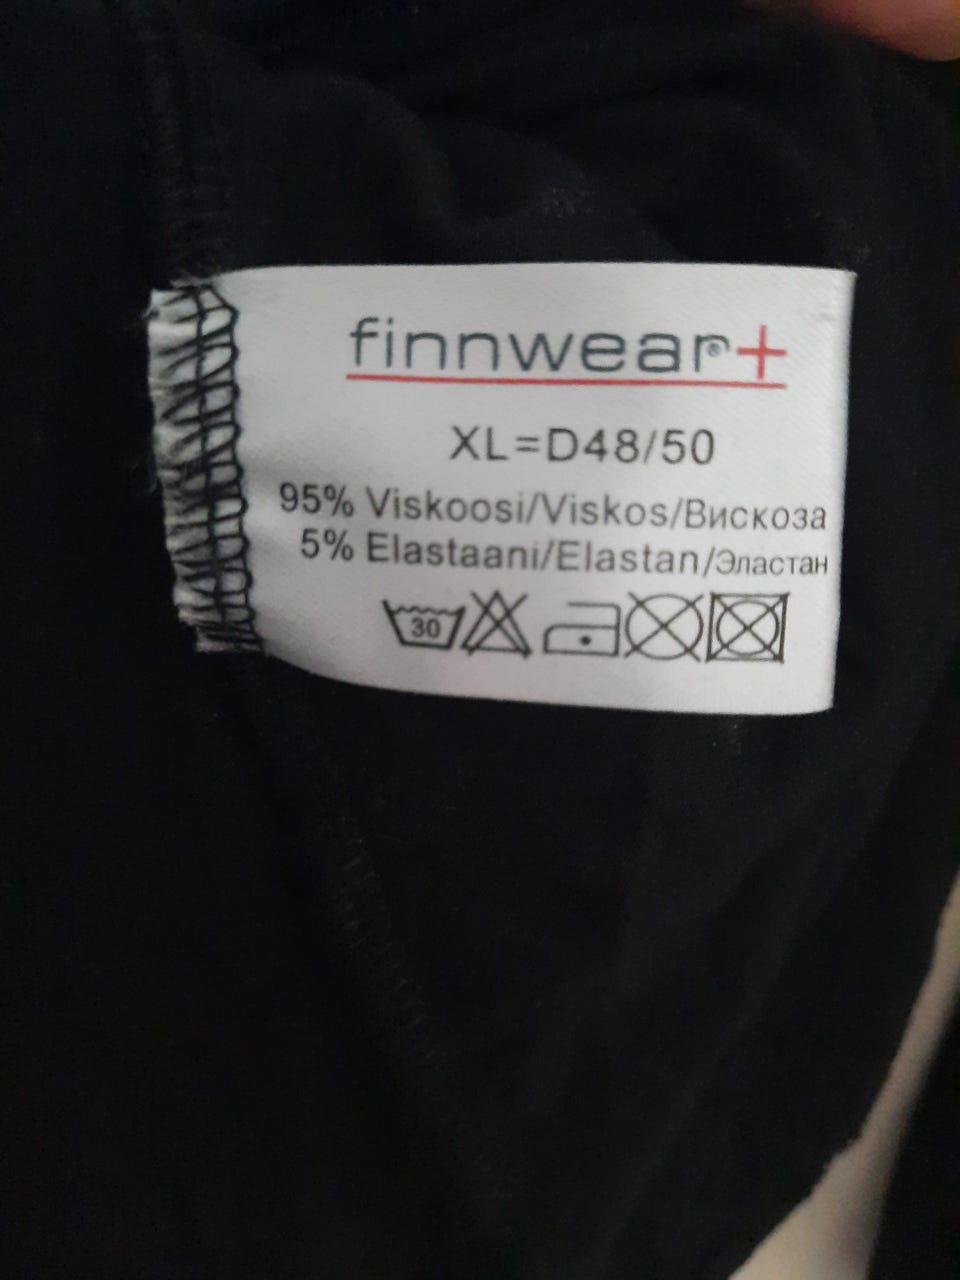 finnwear®+
XL=D48/50
95% Viskoosi/Viskos/Вискоза
5% Elastaani/Elastan/Эластан
30